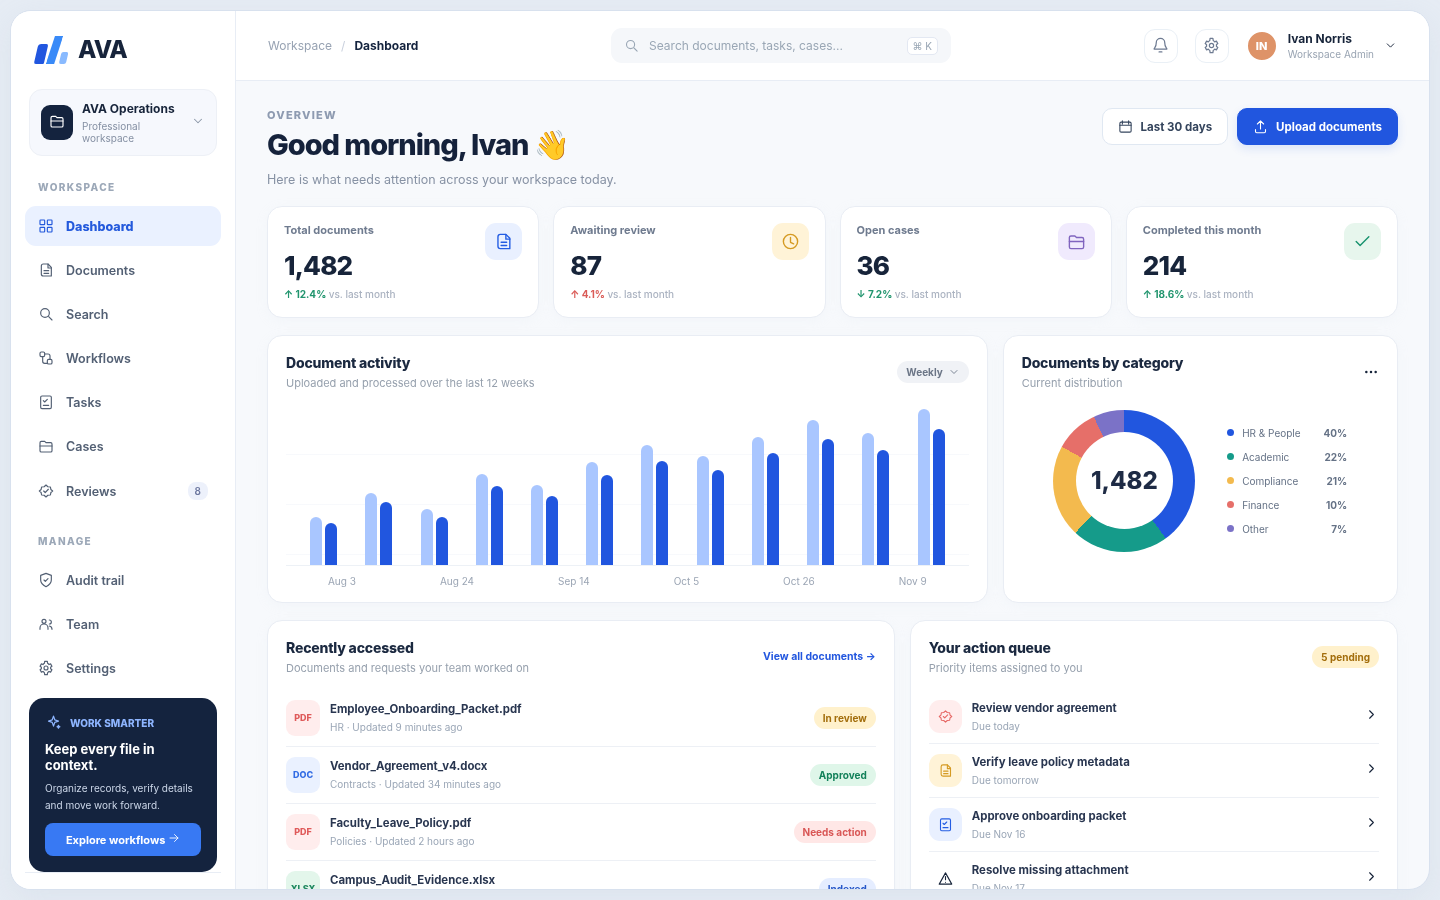 AVA
AVA Operations
Professional
workspace
WORKSPACE
Dashboard
Documents
Search
Workflows
Tasks
Cases
Reviews 8
MANAGE
Audit trail
Team
Settings
WORK SMARTER
Keep every file in
context.
Organize records, verify details
and move work forward.
Explore workflows →
Workspace / Dashboard
Search documents, tasks, cases...
⌘ K
IN
Ivan Norris
Workspace Admin
OVERVIEW
Good morning, Ivan 👋
Here is what needs attention across your workspace today.
Last 30 days
Upload documents
Total documents
1,482
↑ 12.4% vs. last month
Awaiting review
87
↑ 4.1% vs. last month
Open cases
36
↓ 7.2% vs. last month
Completed this month
214
↑ 18.6% vs. last month
Document activity
Uploaded and processed over the last 12 weeks
Weekly
Aug 3 Aug 24 Sep 14 Oct 5 Oct 26 Nov 9
Documents by category
Current distribution
...
1,482
HR & People 40%
Academic 22%
Compliance 21%
Finance 10%
Other 7%
Recently accessed
Documents and requests your team worked on
View all documents →
PDF
Employee_Onboarding_Packet.pdf
HR · Updated 9 minutes ago
In review
DOC
Vendor_Agreement_v4.docx
Contracts · Updated 34 minutes ago
Approved
PDF
Faculty_Leave_Policy.pdf
Policies · Updated 2 hours ago
Needs action
XLSX
Campus_Audit_Evidence.xlsx
Indexed
Your action queue
Priority items assigned to you
5 pending
Review vendor agreement
Due today
Verify leave policy metadata
Due tomorrow
Approve onboarding packet
Due Nov 16
Resolve missing attachment
Due Nov 17